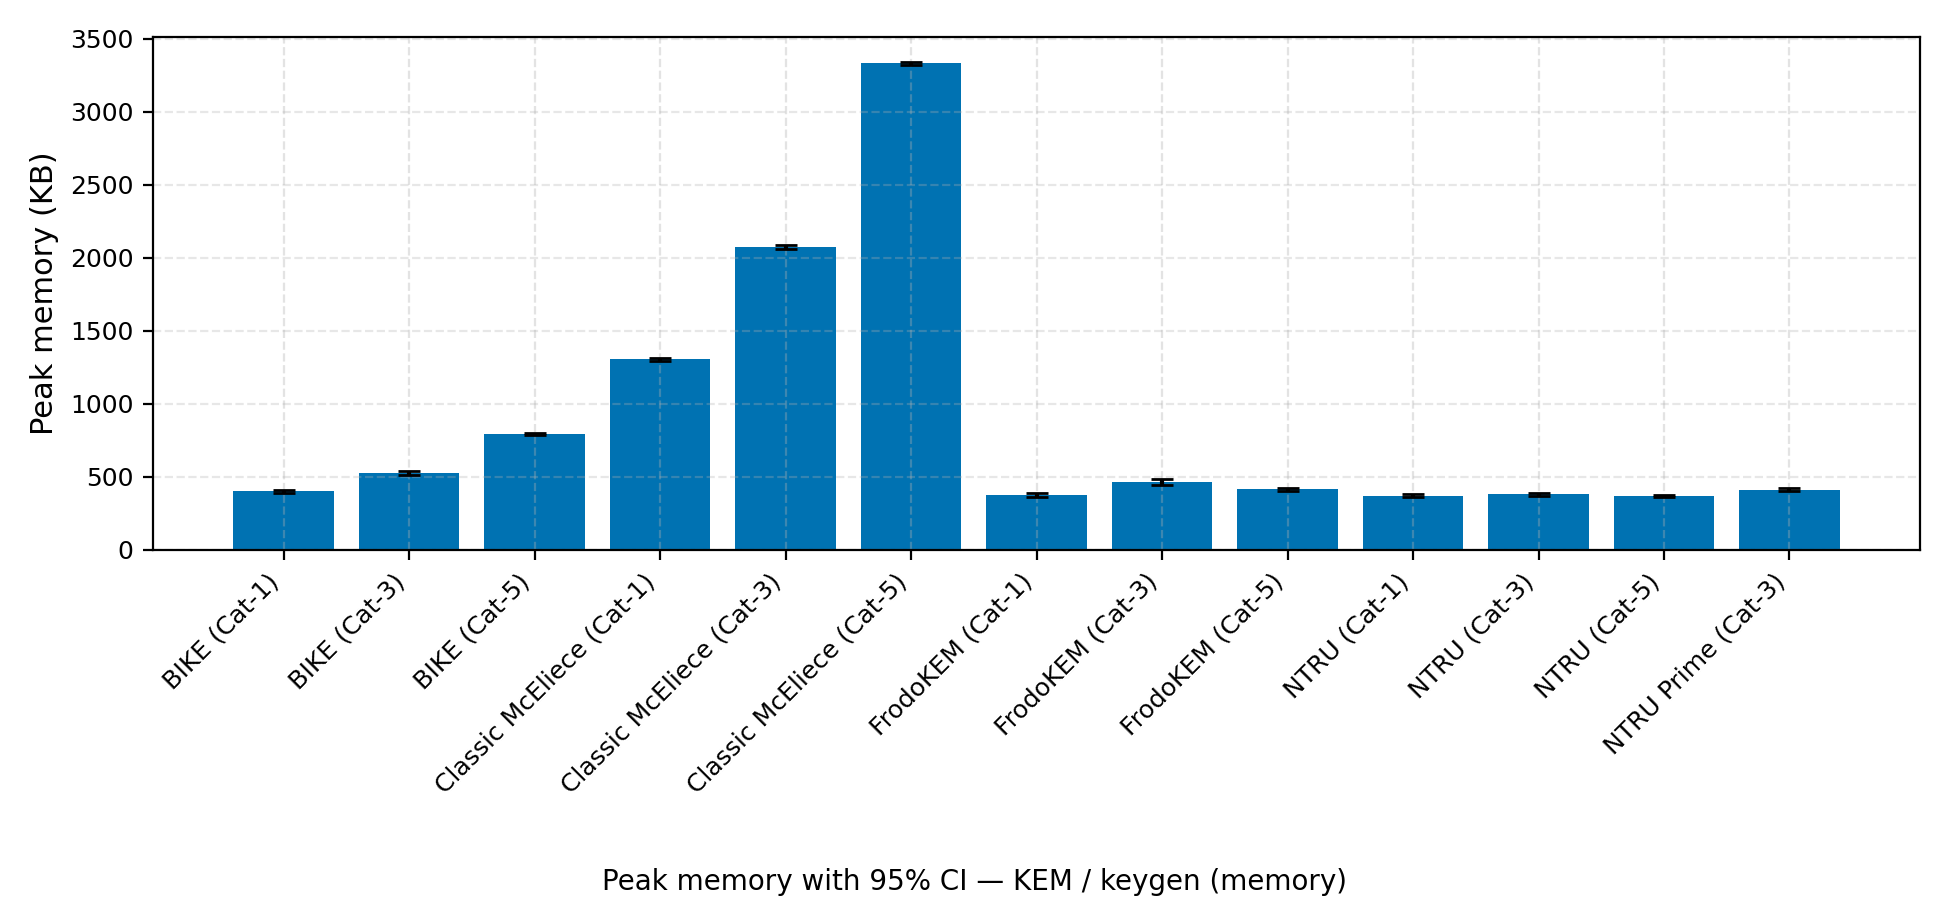 Peak memory (KB)
3500
3000
2500
2000
1500
1000
500
0
BIKE (Cat-1)
BIKE (Cat-3)
BIKE (Cat-5)
Classic McEliece (Cat-1)
Classic McEliece (Cat-3)
Classic McEliece (Cat-5)
FrodoKEM (Cat-1)
FrodoKEM (Cat-3)
FrodoKEM (Cat-5)
NTRU (Cat-1)
NTRU (Cat-3)
NTRU (Cat-5)
NTRU Prime (Cat-3)
Peak memory with 95% CI — KEM / keygen (memory)